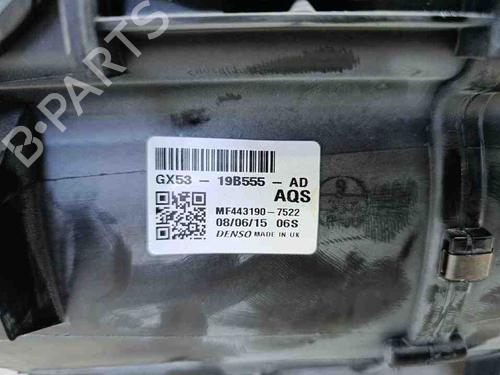 B-PARTS
GX53 - 19B555 - AD
AQS
MF443190-7522
08/06/15 06S
DENSO MADE IN UK